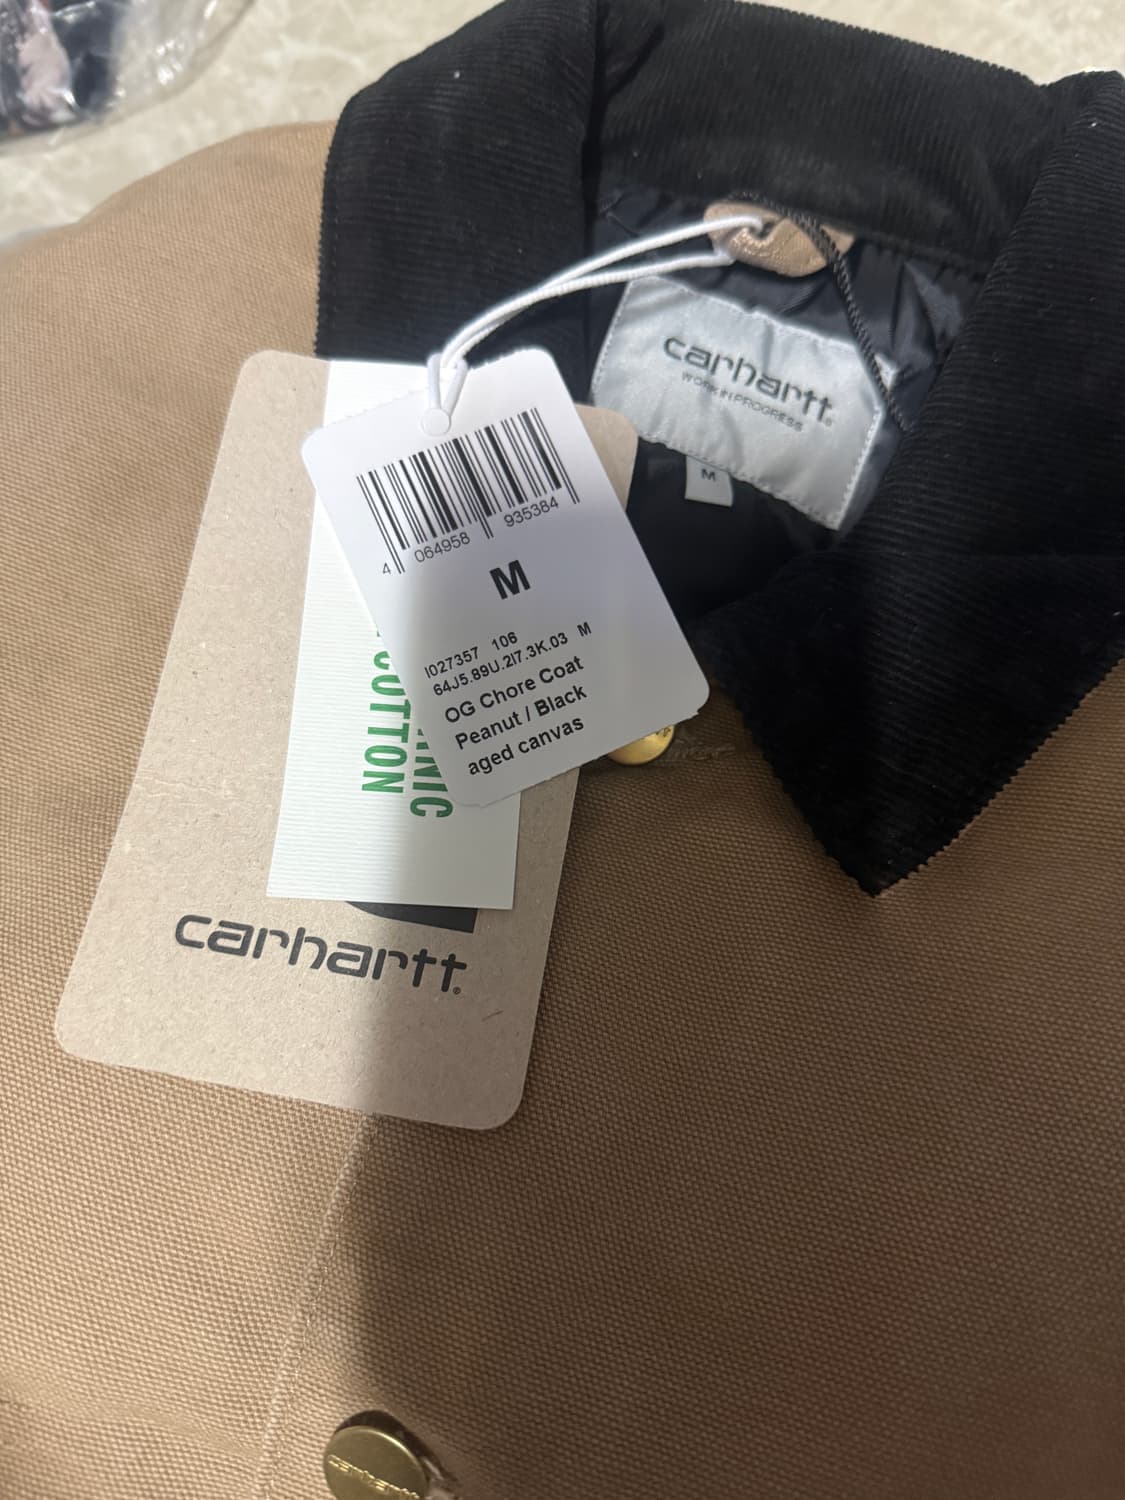 carhartt
WORK IN PROGRESS
M
4 064958 935384
M
I027357 106
64J5.89U.2I7.3K.03 M
OG Chore Coat
Peanut / Black
aged canvas
COTTON
carhartt
carhartt